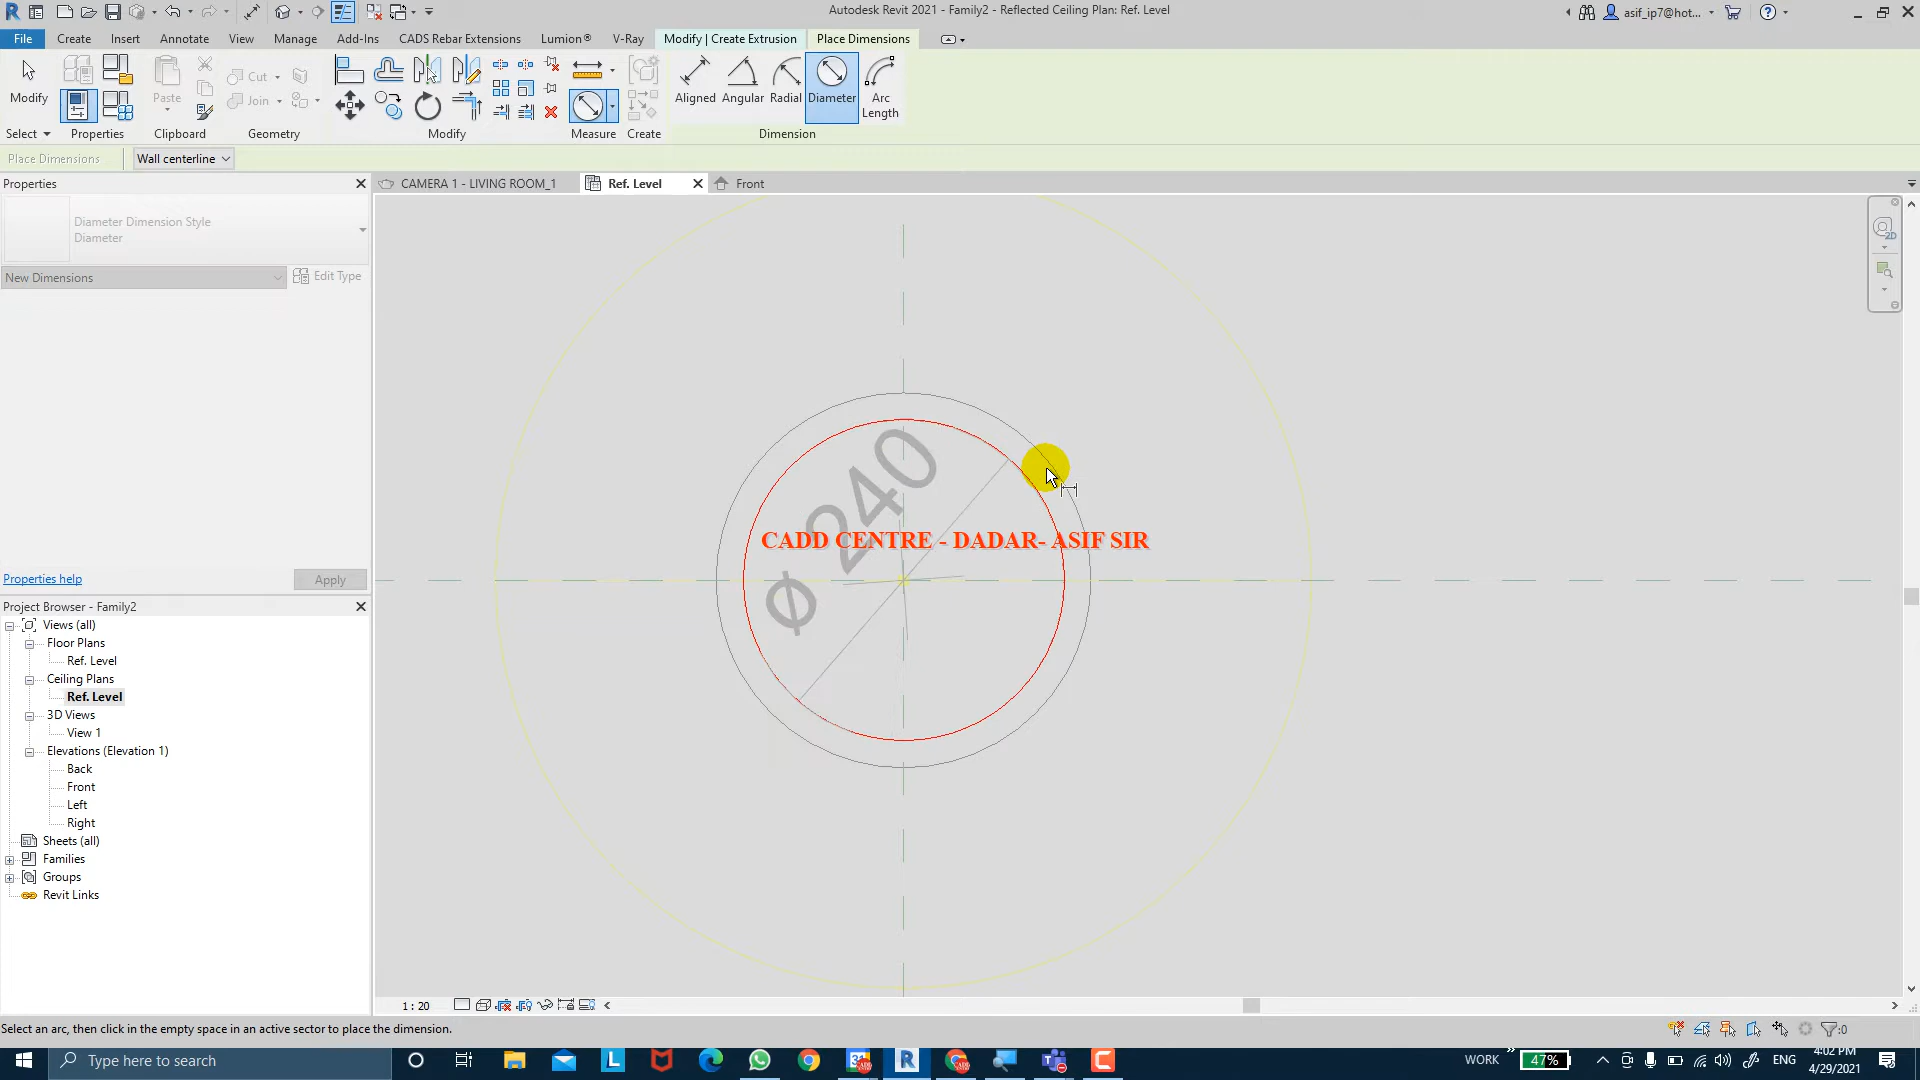 Autodesk Revit 2021 - Family2 - Reflected Ceiling Plan: Ref. Level
asif_ip7@hot...
File Create Insert Annotate View Manage Add-Ins CADS Rebar Extensions Lumion® V-Ray Modify | Create Extrusion Place Dimensions
Modify
Paste
Cut
Join
Aligned Angular Radial Diameter Arc Length
Select Properties Clipboard Geometry Modify Measure Create Dimension
Place Dimensions Wall centerline
Properties
CAMERA 1 - LIVING ROOM_1 Ref. Level Front
2D
Diameter Dimension Style
Diameter
New Dimensions Edit Type
ø 240
CADD CENTRE - DADAR- ASIF SIR
Properties help Apply
Project Browser - Family2
Views (all)
Floor Plans
Ref. Level
Ceiling Plans
Ref. Level
3D Views
View 1
Elevations (Elevation 1)
Back
Front
Left
Right
Sheets (all)
Families
Groups
Revit Links
1 : 20
Select an arc, then click in the empty space in an active sector to place the dimension.
:0
Type here to search
WORK
47%
ENG
4:02 PM
4/29/2021